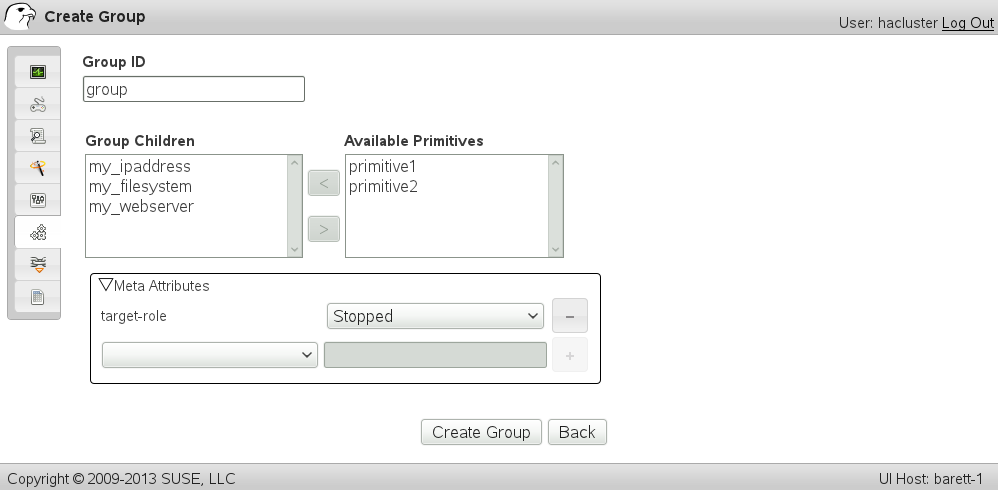 Create Group
User: hacluster Log Out
Group ID
group
Group Children
Available Primitives
my_ipaddress
my_filesystem
my_webserver
<
>
primitive1
primitive2
▽Meta Attributes
target-role
Stopped
-
+
Create Group
Back
Copyright © 2009-2013 SUSE, LLC
UI Host: barett-1